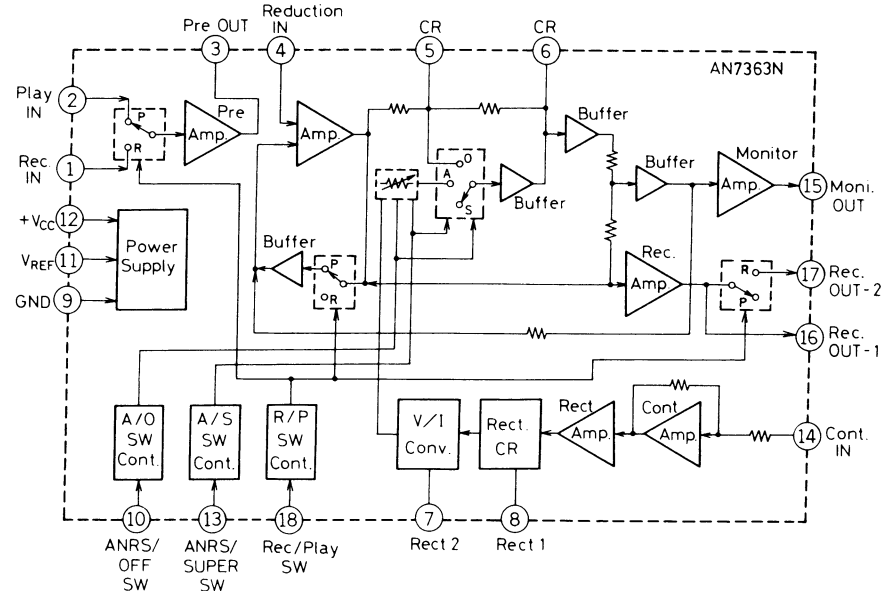 Pre OUT
Reduction
IN
CR
CR
3
4
5
6
AN7363N
Play
IN
2
P
R
Pre
Amp.
Amp.
Buffer
Rec.
IN
1
O
A
S
Buffer
Buffer
Monitor
Amp.
15
Moni.
OUT
+VCC
12
VREF
11
GND
9
Power
Supply
Buffer
P
R
Rec.
Amp.
R
P
17
Rec.
OUT-2
16
Rec.
OUT-1
A/O
SW
Cont.
A/S
SW
Cont.
R/P
SW
Cont.
V/I
Conv.
Rect.
CR
Rect
Amp.
Cont
Amp.
14
Cont.
IN
10
13
18
7
8
ANRS/
OFF
SW
ANRS/
SUPER
SW
Rec/Play
SW
Rect 2
Rect 1